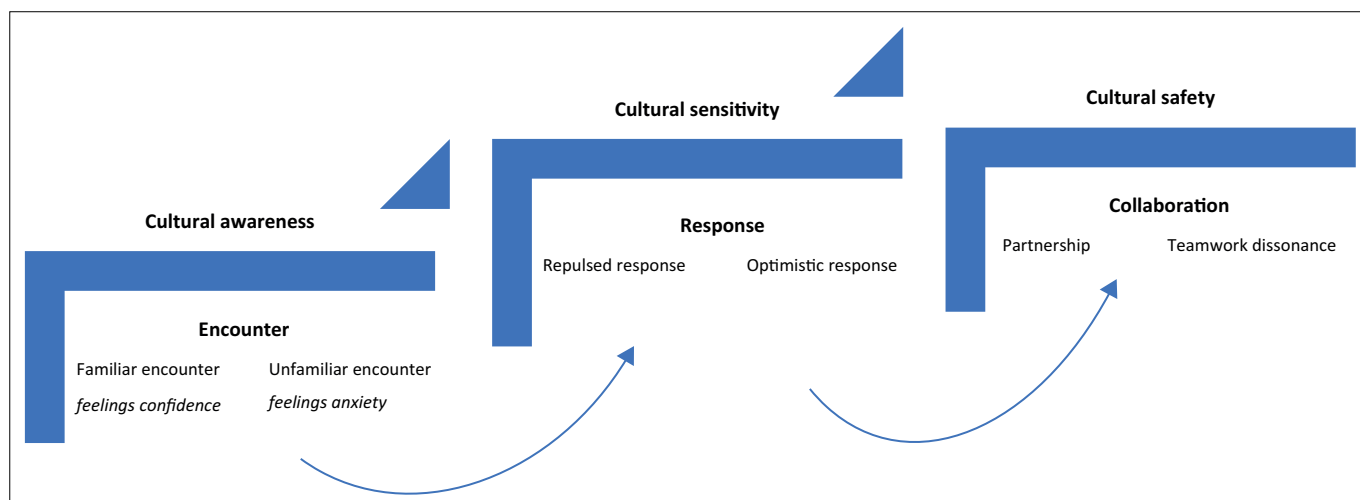 Cultural awareness
Encounter
Familiar encounter
feelings confidence
Unfamiliar encounter
feelings anxiety
Cultural sensitivity
Response
Repulsed response
Optimistic response
Cultural safety
Collaboration
Partnership
Teamwork dissonance